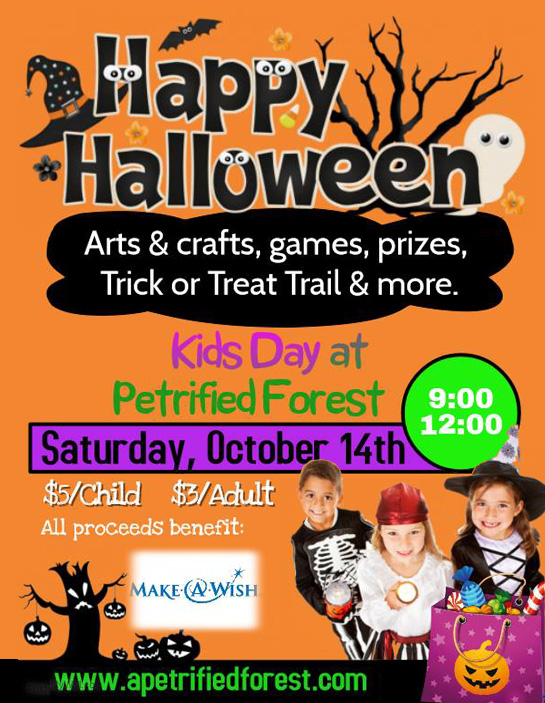 Happy
Halloween
Arts & crafts, games, prizes,
Trick or Treat Trail & more.
Kids Day at
Petrified Forest
9:00
12:00
Saturday, October 14th
$5/Child $3/Adult
All proceeds benefit:
MAKE·A·WISH
www.apetrifiedforest.com